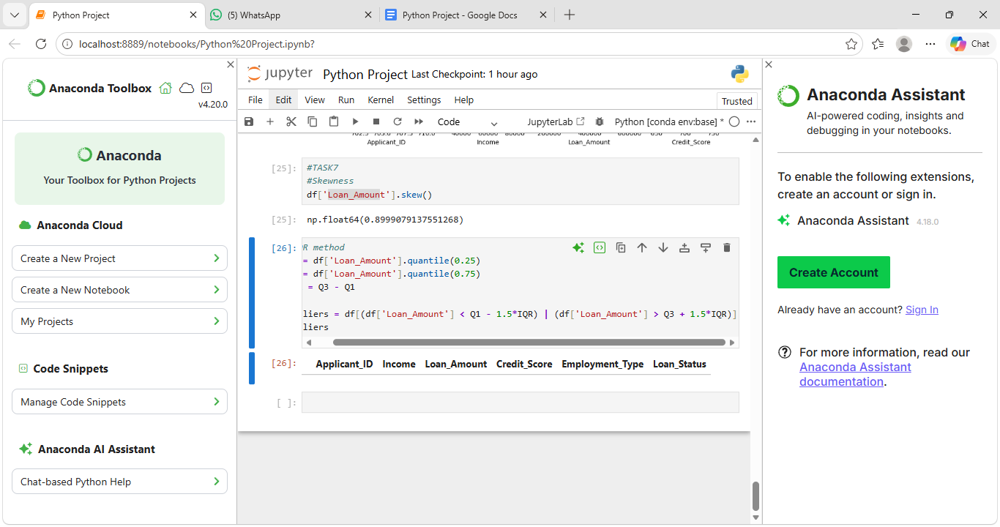 Python Project
(5) WhatsApp
Python Project - Google Docs
localhost:8889/notebooks/Python%20Project.ipynb?
Chat
Anaconda Toolbox
v4.20.0
Anaconda
Your Toolbox for Python Projects
Anaconda Cloud
Create a New Project
Create a New Notebook
My Projects
Code Snippets
Manage Code Snippets
Anaconda AI Assistant
Chat-based Python Help
jupyter Python Project Last Checkpoint: 1 hour ago
File Edit View Run Kernel Settings Help
Trusted
Code
JupyterLab
Python [conda env:base] *
Applicant_ID Income Loan_Amount Credit_Score
[25]: #TASK7
#Skewness
df['Loan_Amount'].skew()
[25]: np.float64(0.8999079137551268)
[26]: R method
= df['Loan_Amount'].quantile(0.25)
= df['Loan_Amount'].quantile(0.75)
= Q3 - Q1
liers = df[(df['Loan_Amount'] < Q1 - 1.5*IQR) | (df['Loan_Amount'] > Q3 + 1.5*IQR)]
liers
[26]: Applicant_ID Income Loan_Amount Credit_Score Employment_Type Loan_Status
[ ]:
Anaconda Assistant
AI-powered coding, insights and
debugging in your notebooks.
To enable the following extensions,
create an account or sign in.
Anaconda Assistant 4.18.0
Create Account
Already have an account? Sign In
For more information, read our
Anaconda Assistant
documentation.